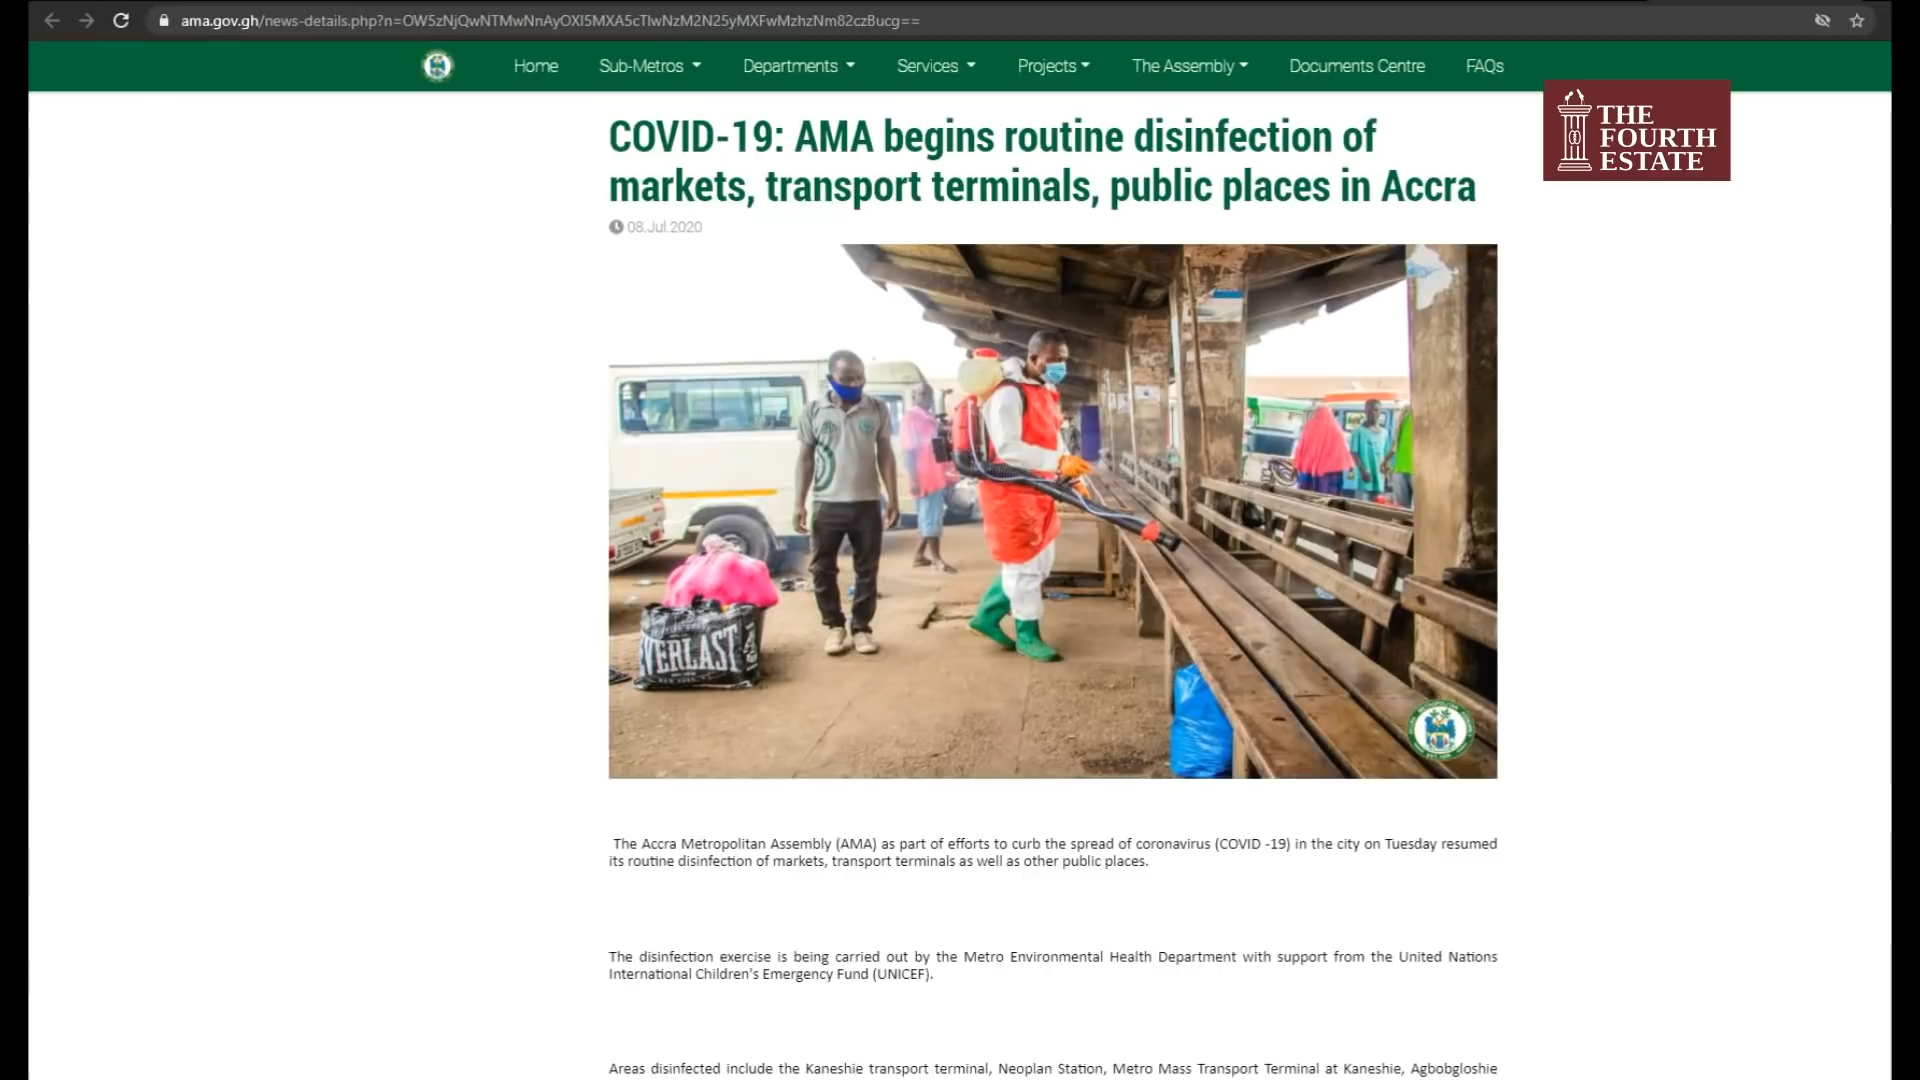 ama.gov.gh/news-details.php?n=OW5zNjQwNTMwNnAyOXI5MXA5cTIwNzM2N25yMXFwMzhzNm82czBucg==
Home Sub-Metros Departments Services Projects The Assembly Documents Centre FAQs
THE
FOURTH
ESTATE
COVID-19: AMA begins routine disinfection of
markets, transport terminals, public places in Accra
08.Jul.2020
EVERLAST
The Accra Metropolitan Assembly (AMA) as part of efforts to curb the spread of coronavirus (COVID -19) in the city on Tuesday resumed
its routine disinfection of markets, transport terminals as well as other public places.
The disinfection exercise is being carried out by the Metro Environmental Health Department with support from the United Nations
International Children's Emergency Fund (UNICEF).
Areas disinfected include the Kaneshie transport terminal, Neoplan Station, Metro Mass Transport Terminal at Kaneshie, Agbobgloshie